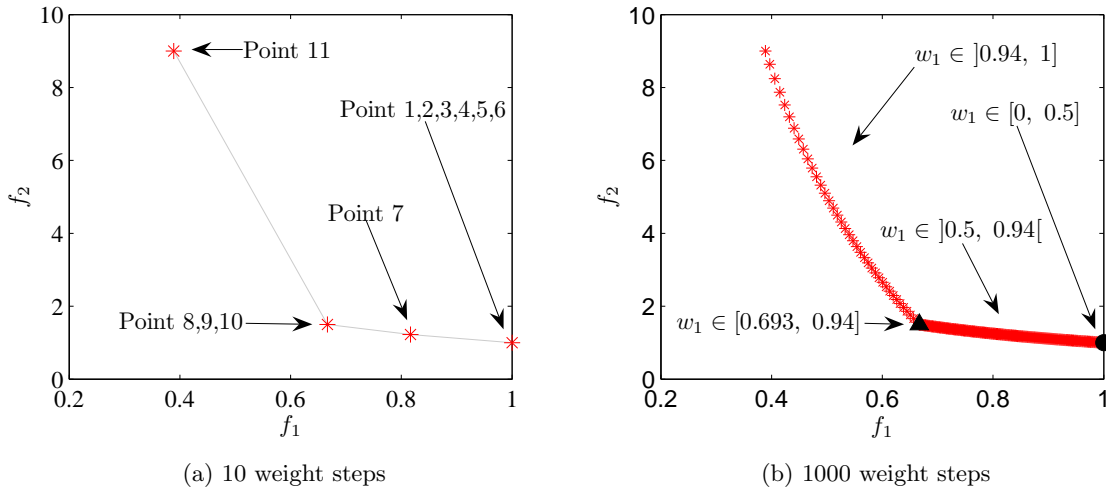 10
8
6
4
2
0
0.2
0.4
0.6
0.8
1
f₂
f₁
Point 11
Point 1,2,3,4,5,6
Point 7
Point 8,9,10
(a) 10 weight steps
10
8
6
4
2
0
0.2
0.4
0.6
0.8
1
f₂
f₁
w₁ ∈ ]0.94, 1]
w₁ ∈ [0, 0.5]
w₁ ∈ ]0.5, 0.94[
w₁ ∈ [0.693, 0.94]
(b) 1000 weight steps